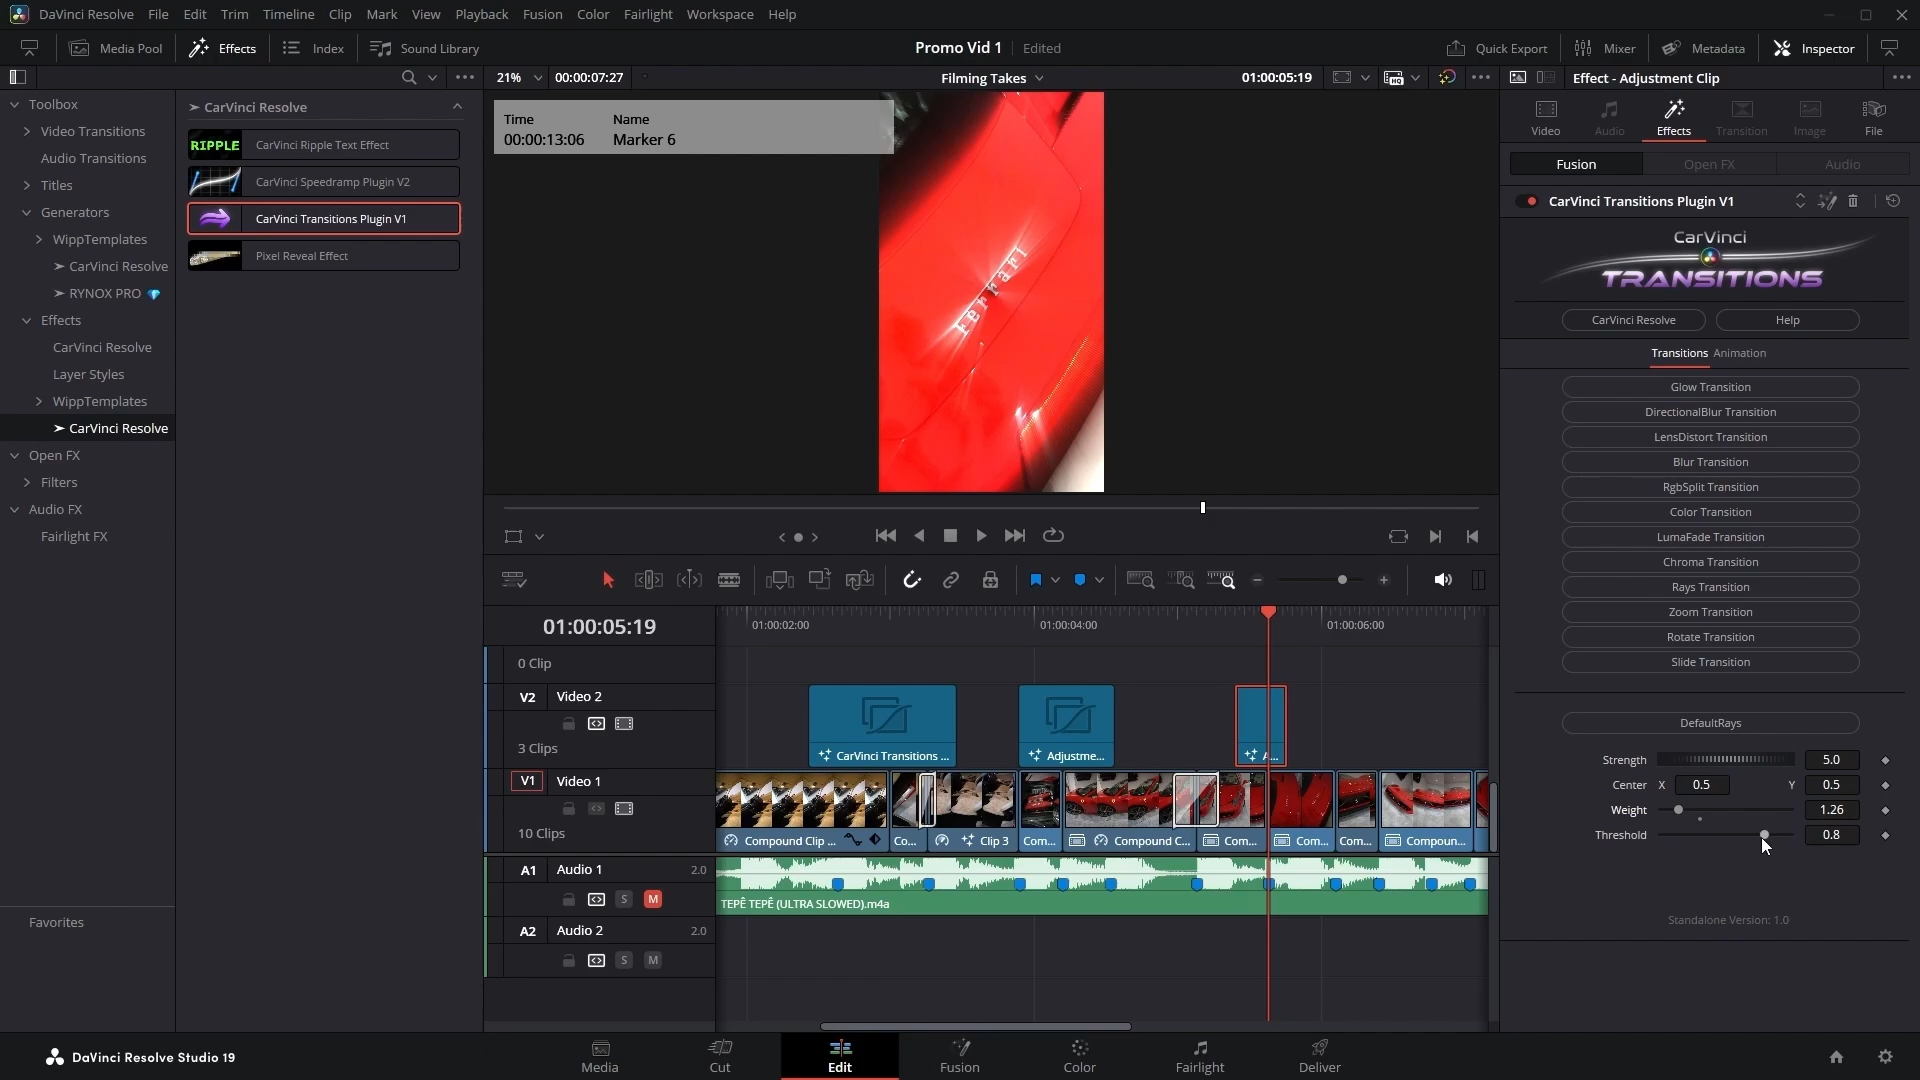 DaVinci Resolve File Edit Trim Timeline Clip Mark View Playback Fusion Color Fairlight Workspace Help
Media Pool Effects Index Sound Library Promo Vid 1 Edited Quick Export Mixer Metadata Inspector
21% 00:00:07:27 Filming Takes 01:00:05:19 Effect - Adjustment Clip
Toolbox
Video Transitions
Audio Transitions
Titles
Generators
WippTemplates
➢ CarVinci Resolve
➢ RYNOX PRO 💎
Effects
CarVinci Resolve
Layer Styles
WippTemplates
➢ CarVinci Resolve
Open FX
Filters
Audio FX
Fairlight FX
Favorites
➢ CarVinci Resolve
RIPPLE CarVinci Ripple Text Effect
CarVinci Speedramp Plugin V2
CarVinci Transitions Plugin V1
Pixel Reveal Effect
Time Name
00:00:13:06 Marker 6
Ferrari
Video Audio Effects Transition Image File
Fusion Open FX Audio
CarVinci Transitions Plugin V1
CarVinci
TRANSITIONS
CarVinci Resolve Help
Transitions Animation
Glow Transition
DirectionalBlur Transition
LensDistort Transition
Blur Transition
RgbSplit Transition
Color Transition
LumaFade Transition
Chroma Transition
Rays Transition
Zoom Transition
Rotate Transition
Slide Transition
DefaultRays
Strength 5.0
Center X 0.5 Y 0.5
Weight 1.26
Threshold 0.8
Standalone Version: 1.0
01:00:05:19 01:00:02:00 01:00:04:00 01:00:06:00
0 Clip
V2 Video 2
3 Clips
CarVinci Transitions ... Adjustme... A...
V1 Video 1
10 Clips
Compound Clip ... Co... Clip 3 Com... Compound C... Com... Com... Com... Compoun...
A1 Audio 1 2.0
S M
TEPÊ TEPÊ (ULTRA SLOWED).m4a
A2 Audio 2 2.0
S M
DaVinci Resolve Studio 19
Media Cut Edit Fusion Color Fairlight Deliver